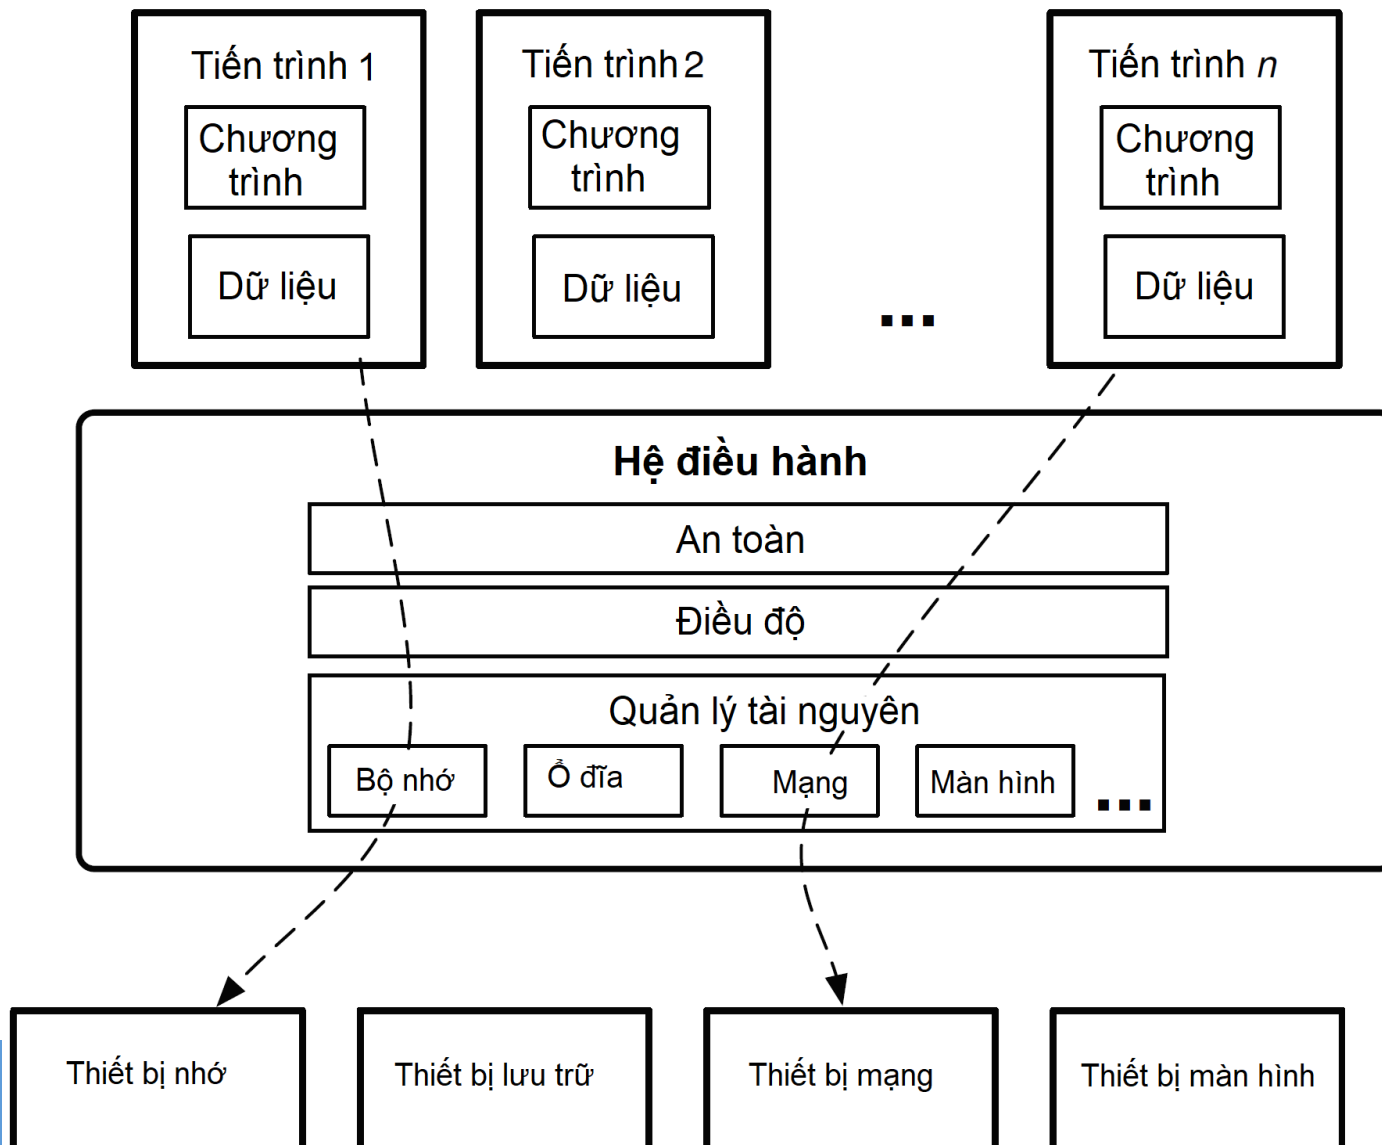 Tiến trình 1
Chương
trình
Dữ liệu
Tiến trình 2
Chương
trình
Dữ liệu
...
Tiến trình n
Chương
trình
Dữ liệu
Hệ điều hành
An toàn
Điều độ
Quản lý tài nguyên
Bộ nhớ
Ổ đĩa
Mạng
Màn hình
...
Thiết bị nhớ
Thiết bị lưu trữ
Thiết bị mạng
Thiết bị màn hình